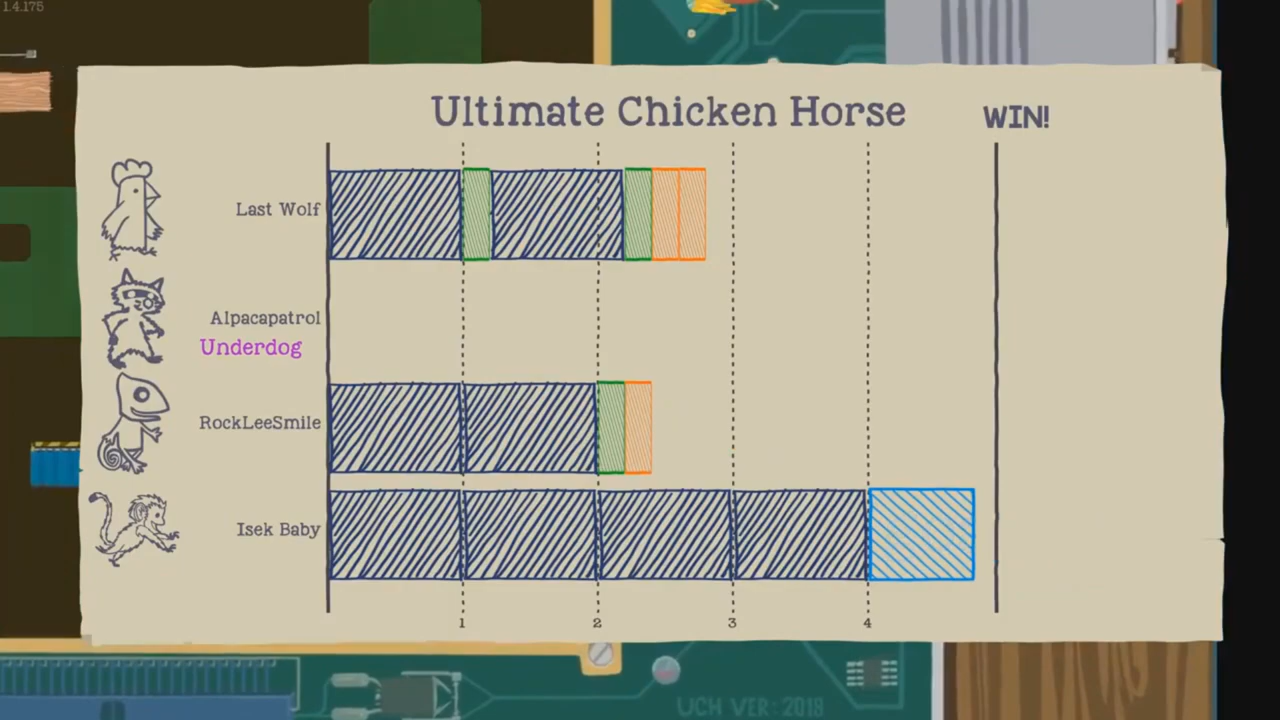 1.4.175
Ultimate Chicken Horse
WIN!
Last Wolf
Alpacapatrol
Underdog
RockLeeSmile
Isek Baby
1 2 3 4
UCH VER: 2018